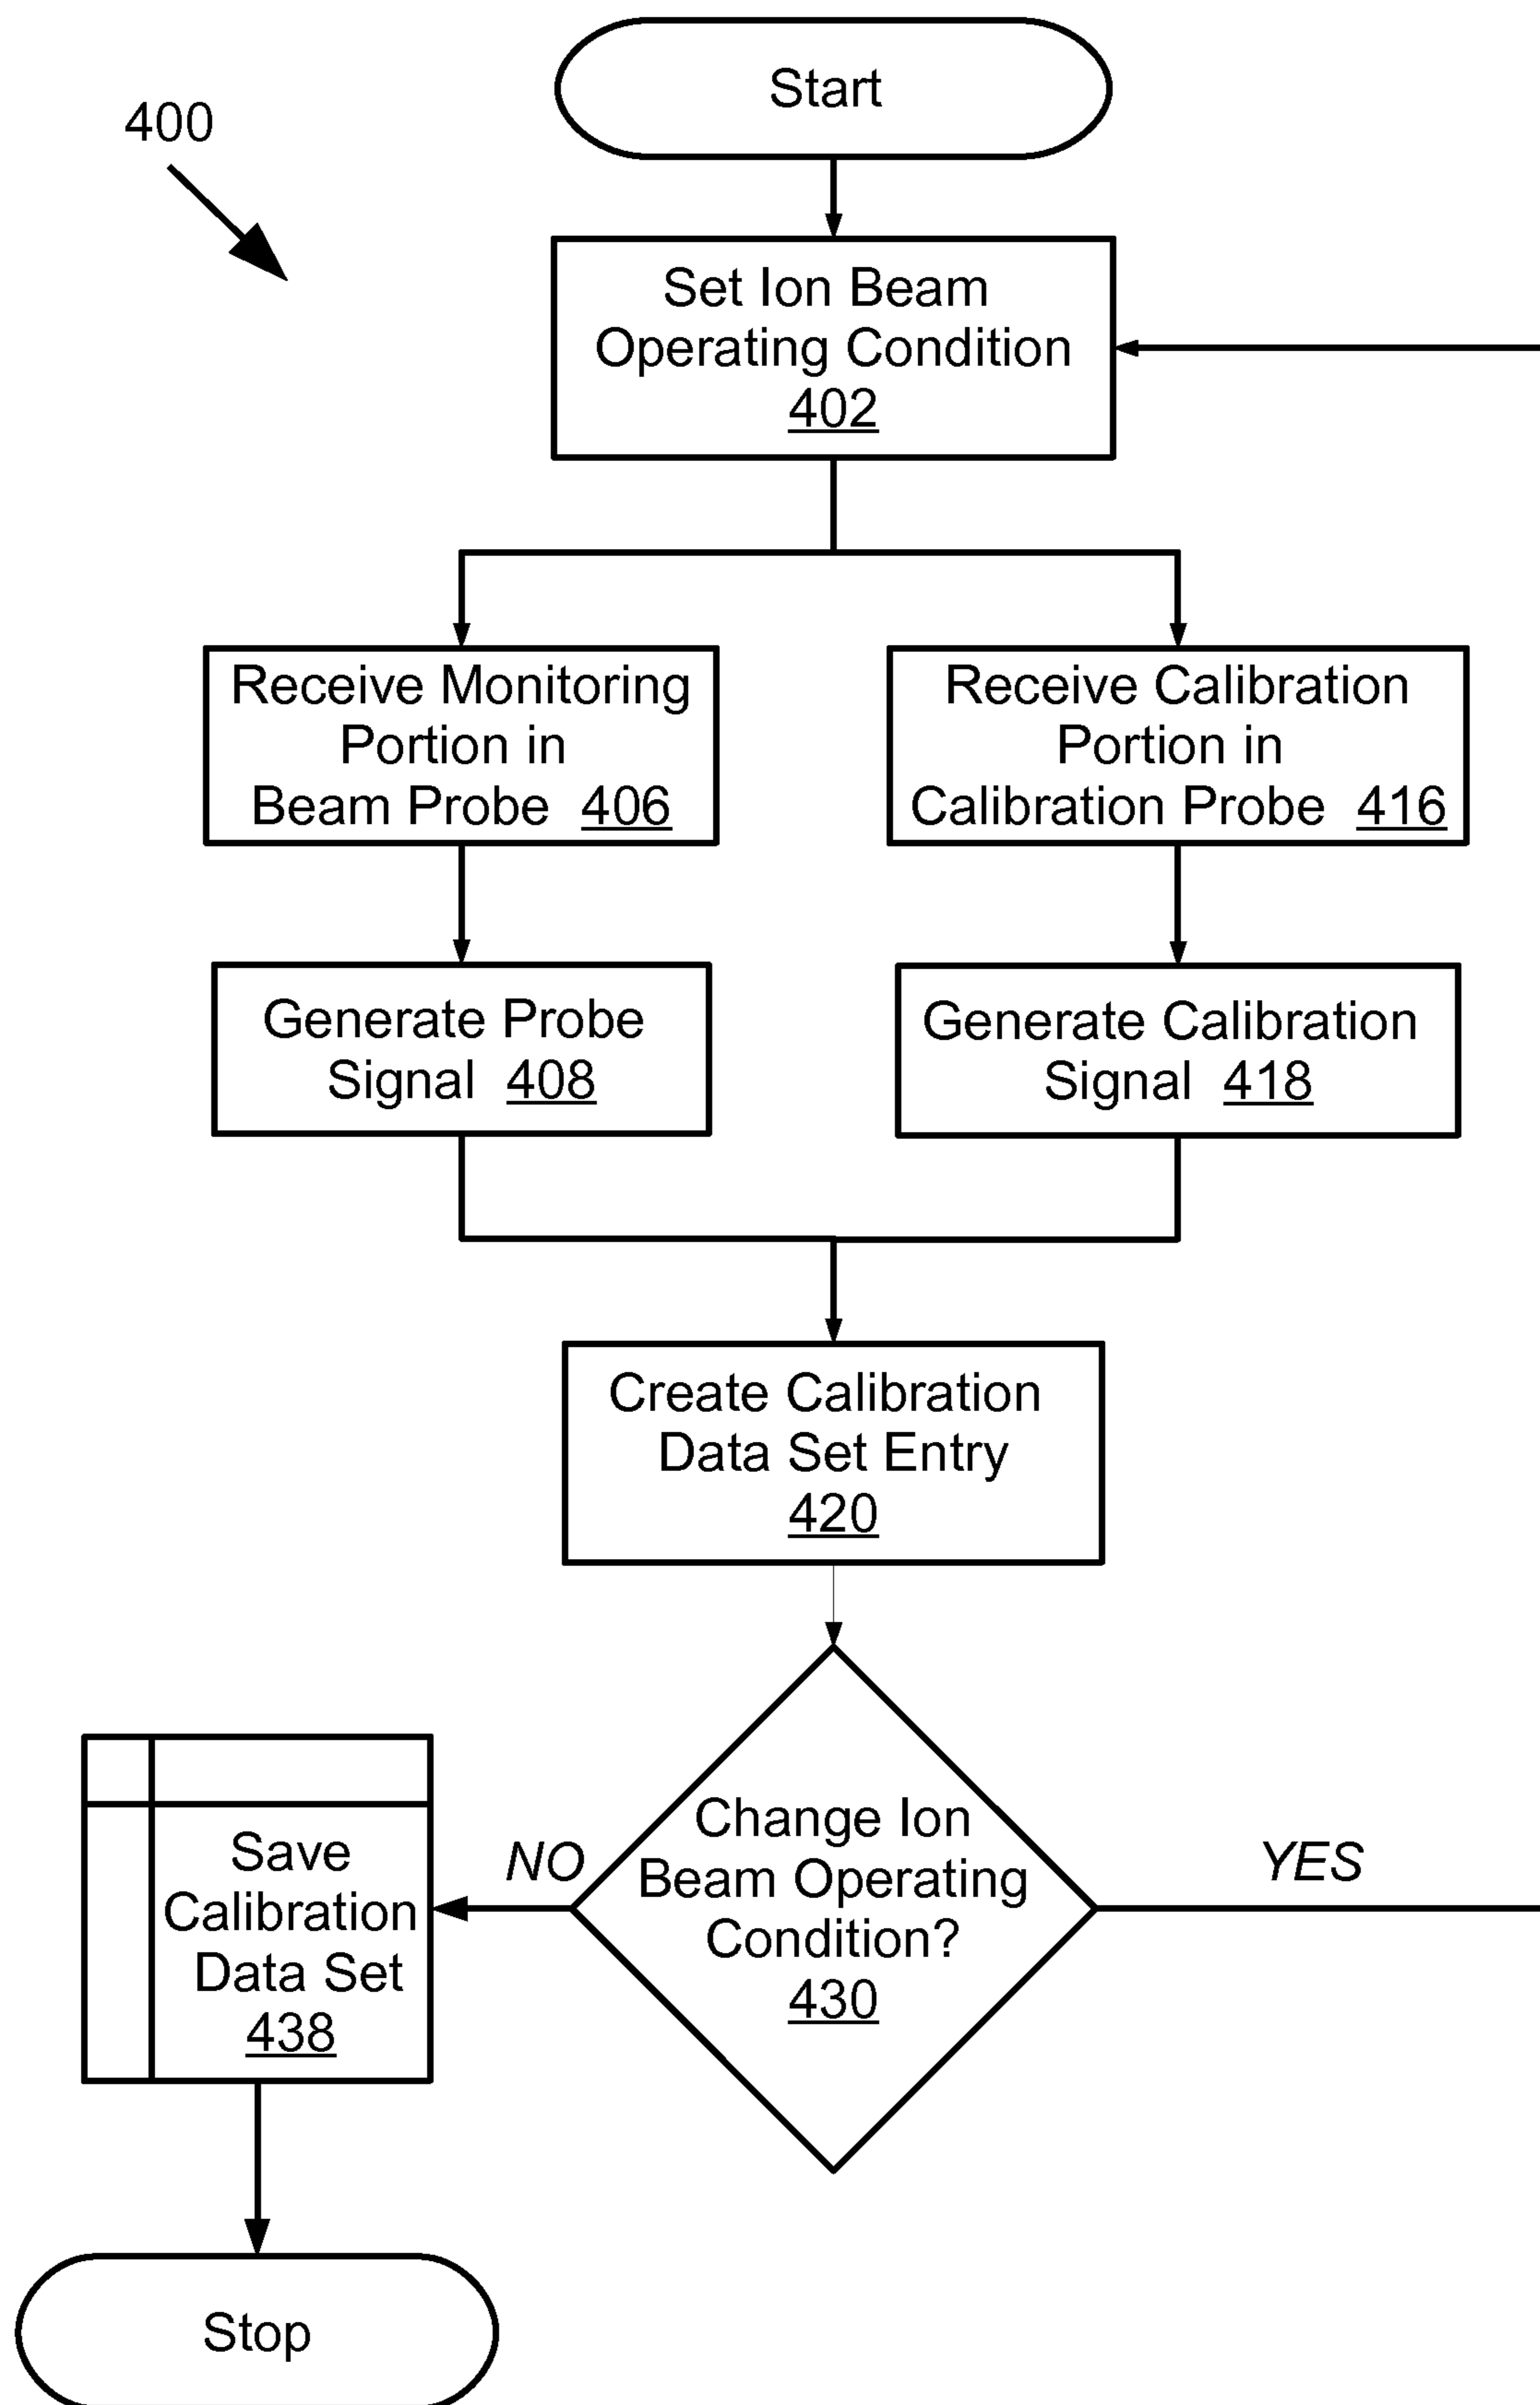 Start
400
Set Ion Beam
Operating Condition
402
Receive Monitoring
Portion in
Beam Probe 406
Receive Calibration
Portion in
Calibration Probe 416
Generate Probe
Signal 408
Generate Calibration
Signal 418
Create Calibration
Data Set Entry
420
Change Ion
Beam Operating
Condition?
430
NO
YES
Save
Calibration
Data Set
438
Stop